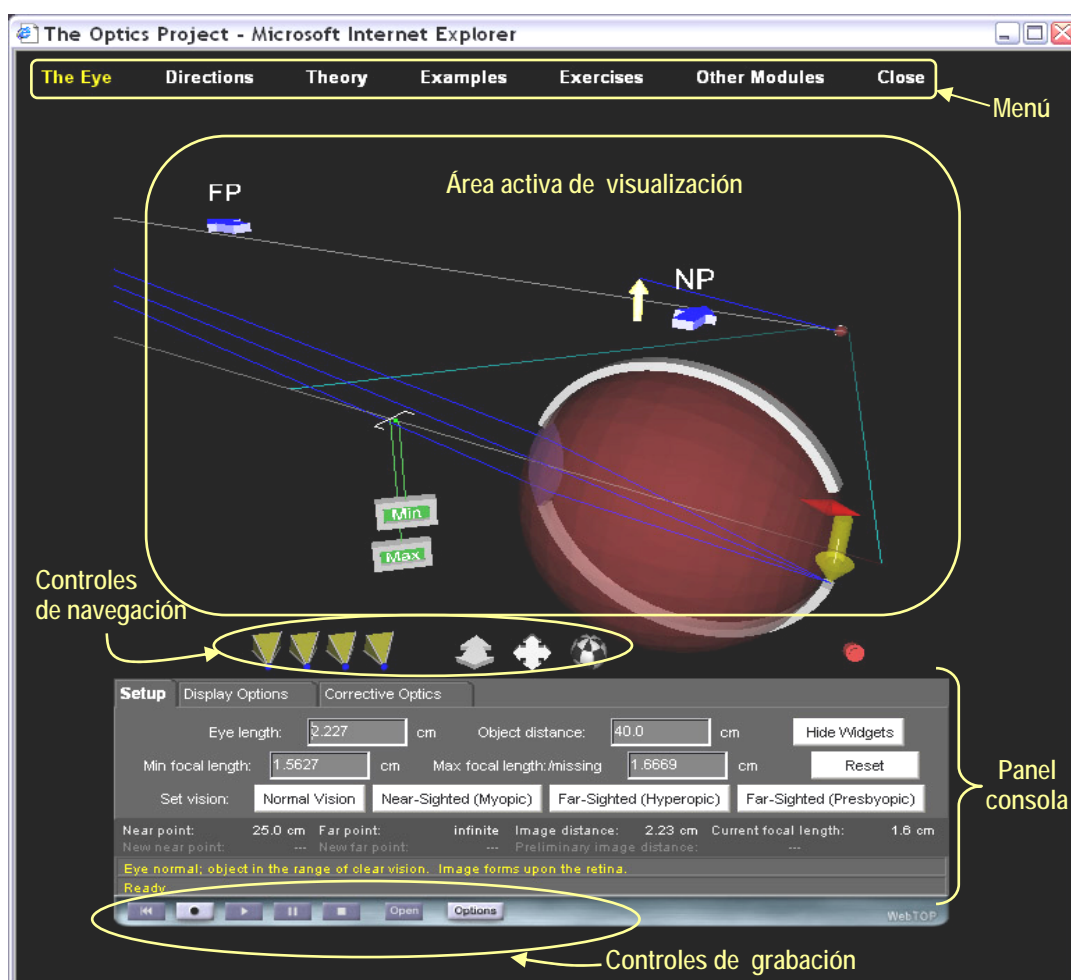 The Optics Project - Microsoft Internet Explorer
The Eye Directions Theory Examples Exercises Other Modules Close
Menú
Área activa de visualización
FP
NP
Min
Max
Controles
de navegación
Setup Display Options Corrective Optics
Eye length: 2.227 cm Object distance: 40.0 cm Hide Widgets
Min focal length: 1.5627 cm Max focal length:/missing 1.6669 cm Reset
Set vision: Normal Vision Near-Sighted (Myopic) Far-Sighted (Hyperopic) Far-Sighted (Presbyopic)
Near point: 25.0 cm Far point: infinite Image distance: 2.23 cm Current focal length: 1.6 cm
New near point: --- New far point: --- Preliminary image distance: ---
Eye normal; object in the range of clear vision. Image forms upon the retina.
Ready
Panel
consola
Open Options WebTOP
Controles de grabación